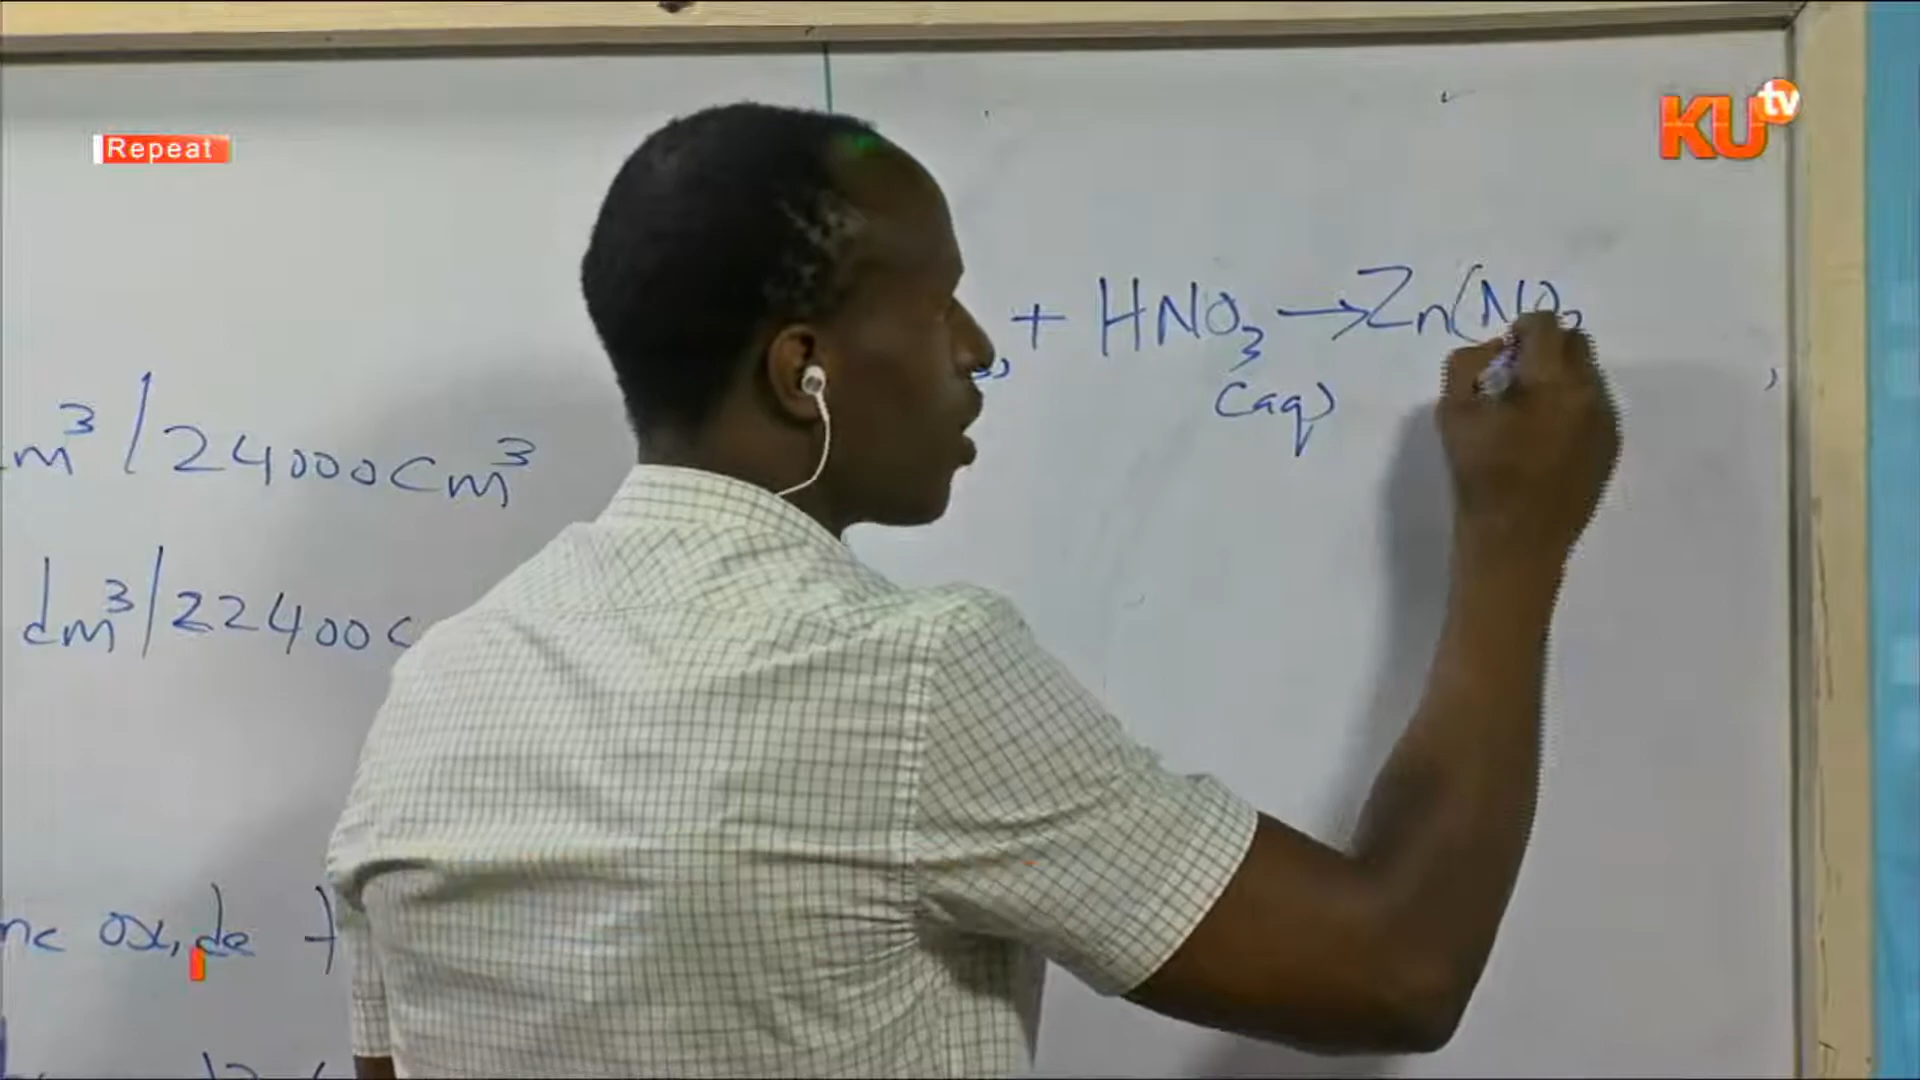 Repeat
KU tv
+ HNO3 → Zn(NO3
(aq)
m³/24000cm³
dm³/22400c
nc oxide +